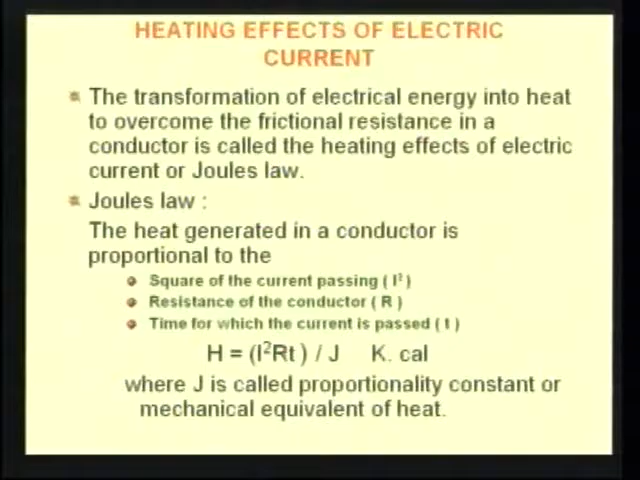 HEATING EFFECTS OF ELECTRIC
CURRENT
The transformation of electrical energy into heat
to overcome the frictional resistance in a
conductor is called the heating effects of electric
current or Joules law.
Joules law :
The heat generated in a conductor is
proportional to the
Square of the current passing ( I² )
Resistance of the conductor ( R )
Time for which the current is passed ( t )
H = (I²Rt ) / J K. cal
where J is called proportionality constant or
mechanical equivalent of heat.